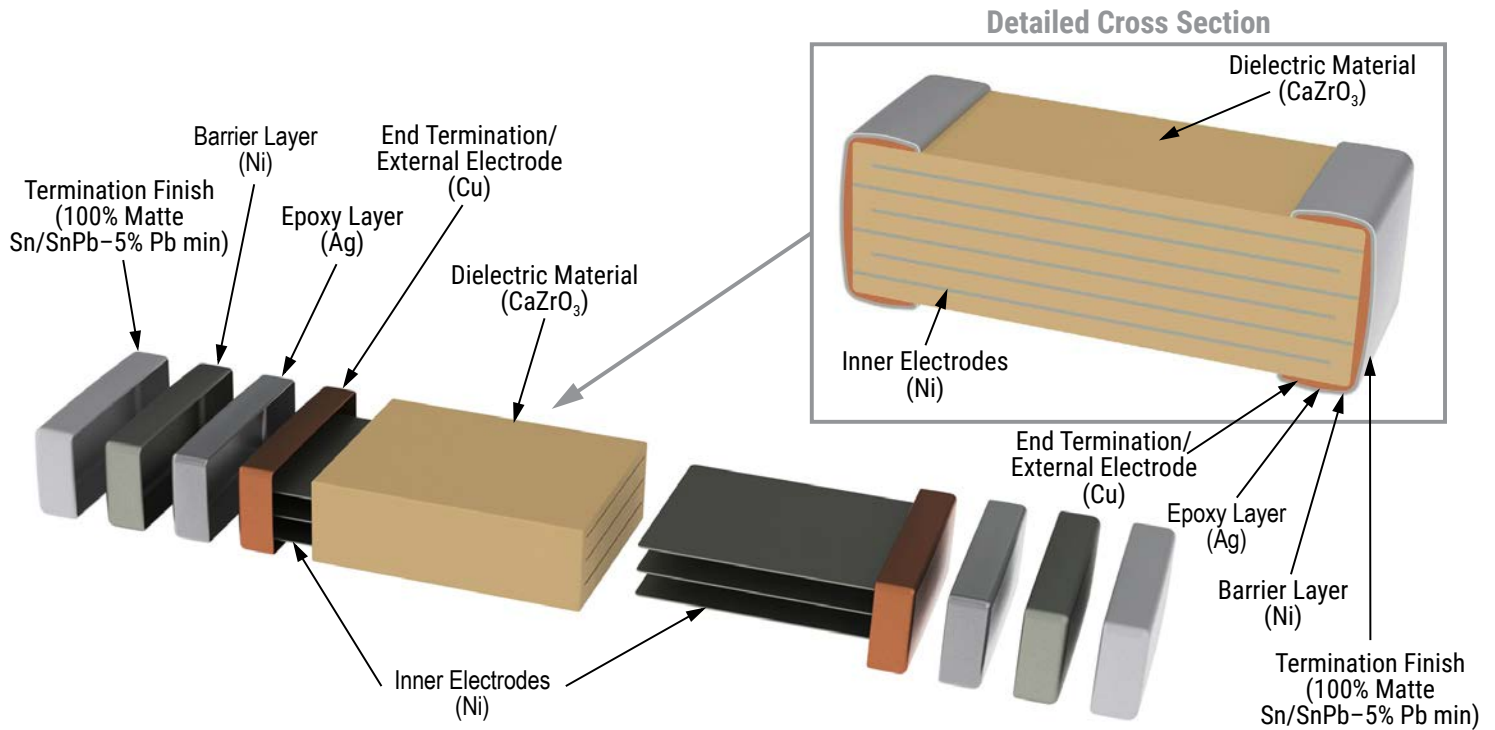 Detailed Cross Section
Dielectric Material
(CaZrO₃)
Inner Electrodes
(Ni)
End Termination/
External Electrode
(Cu)
Epoxy Layer
(Ag)
Barrier Layer
(Ni)
Termination Finish
(100% Matte
Sn/SnPb–5% Pb min)
Termination Finish
(100% Matte
Sn/SnPb–5% Pb min)
Barrier Layer
(Ni)
Epoxy Layer
(Ag)
End Termination/
External Electrode
(Cu)
Dielectric Material
(CaZrO₃)
Inner Electrodes
(Ni)